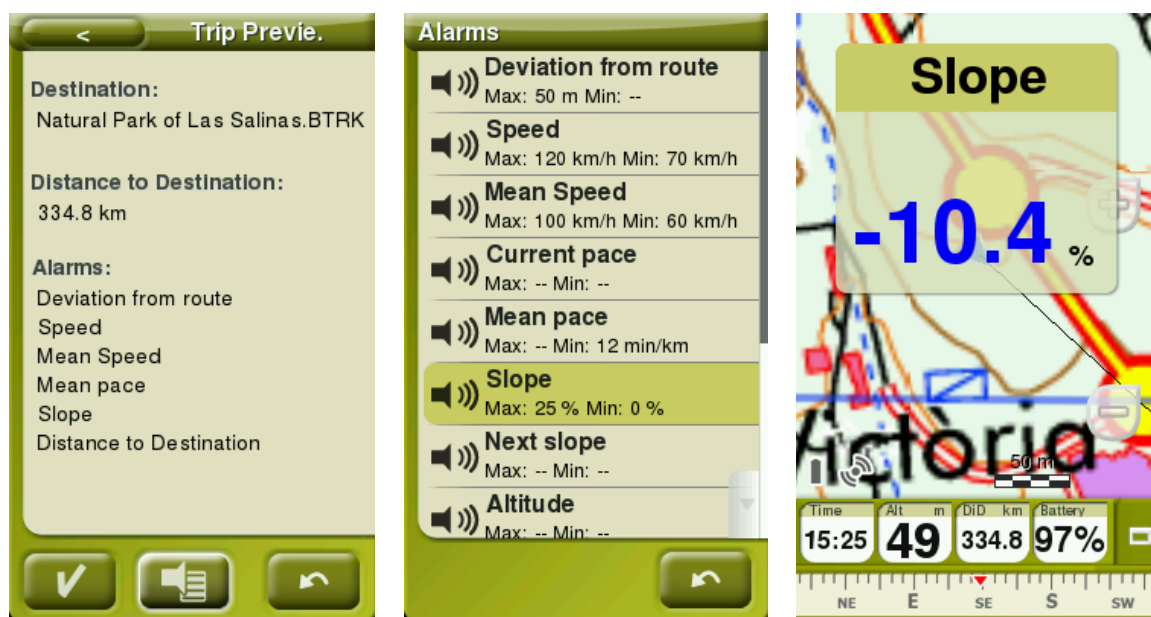 < Trip Previe.
Destination:
Natural Park of Las Salinas.BTRK
Distance to Destination:
334.8 km
Alarms:
Deviation from route
Speed
Mean Speed
Mean pace
Slope
Distance to Destination
Alarms
Deviation from route
Max: 50 m Min: --
Speed
Max: 120 km/h Min: 70 km/h
Mean Speed
Max: 100 km/h Min: 60 km/h
Current pace
Max: -- Min: --
Mean pace
Max: -- Min: 12 min/km
Slope
Max: 25 % Min: 0 %
Next slope
Max: -- Min: --
Altitude
Max: -- Min: --
Slope
-10.4 %
Victoria
50 m
Time Alt m DiD km Battery
15:25 49 334.8 97%
NE E SE S SW